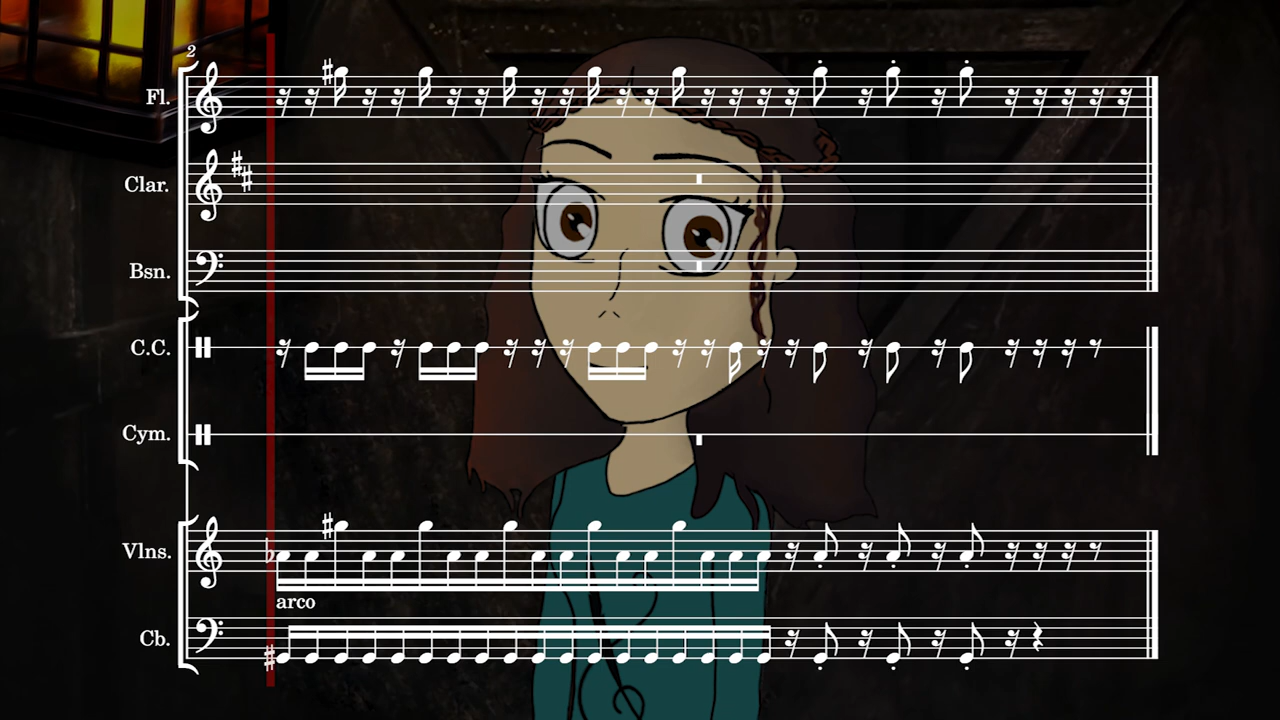 2
Fl.
Clar.
Bsn.
C.C.
Cym.
Vlns.
arco
Cb.